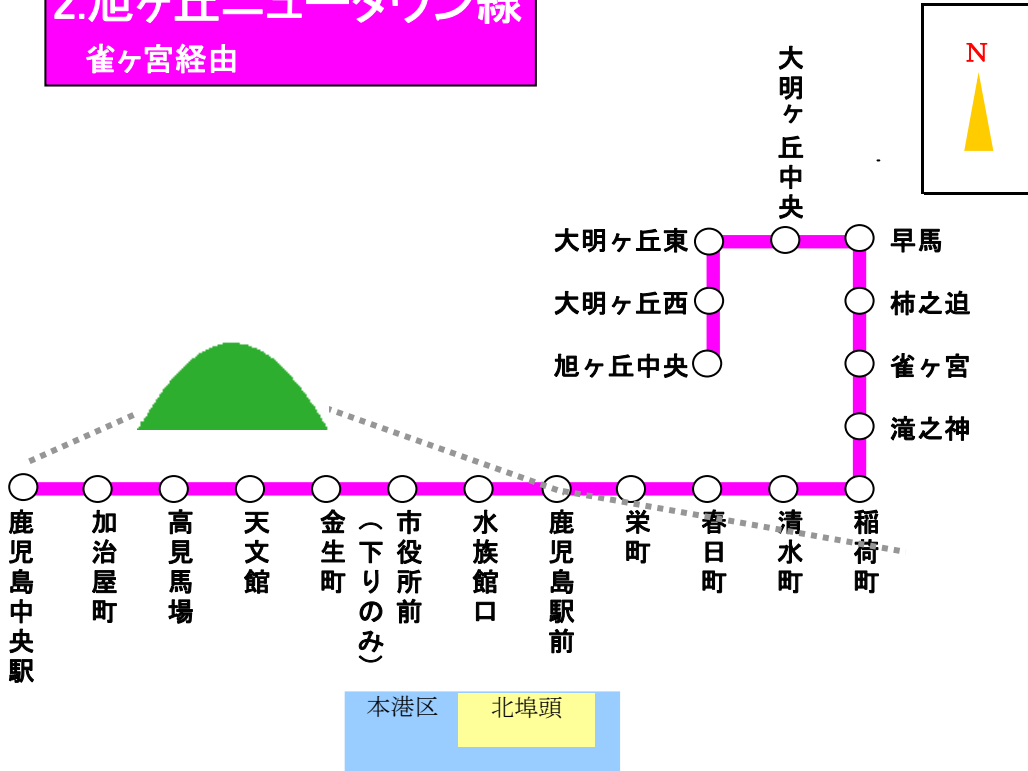 2.旭ヶ丘ニュータウン線
雀ヶ宮経由
N
大明ヶ丘中央
大明ヶ丘東
早馬
大明ヶ丘西
柿之迫
旭ヶ丘中央
雀ヶ宮
滝之神
鹿児島中央駅
加治屋町
高見馬場
天文館
金生町
市役所前
（下りのみ）
水族館口
鹿児島駅前
栄町
春日町
清水町
稲荷町
本港区
北埠頭